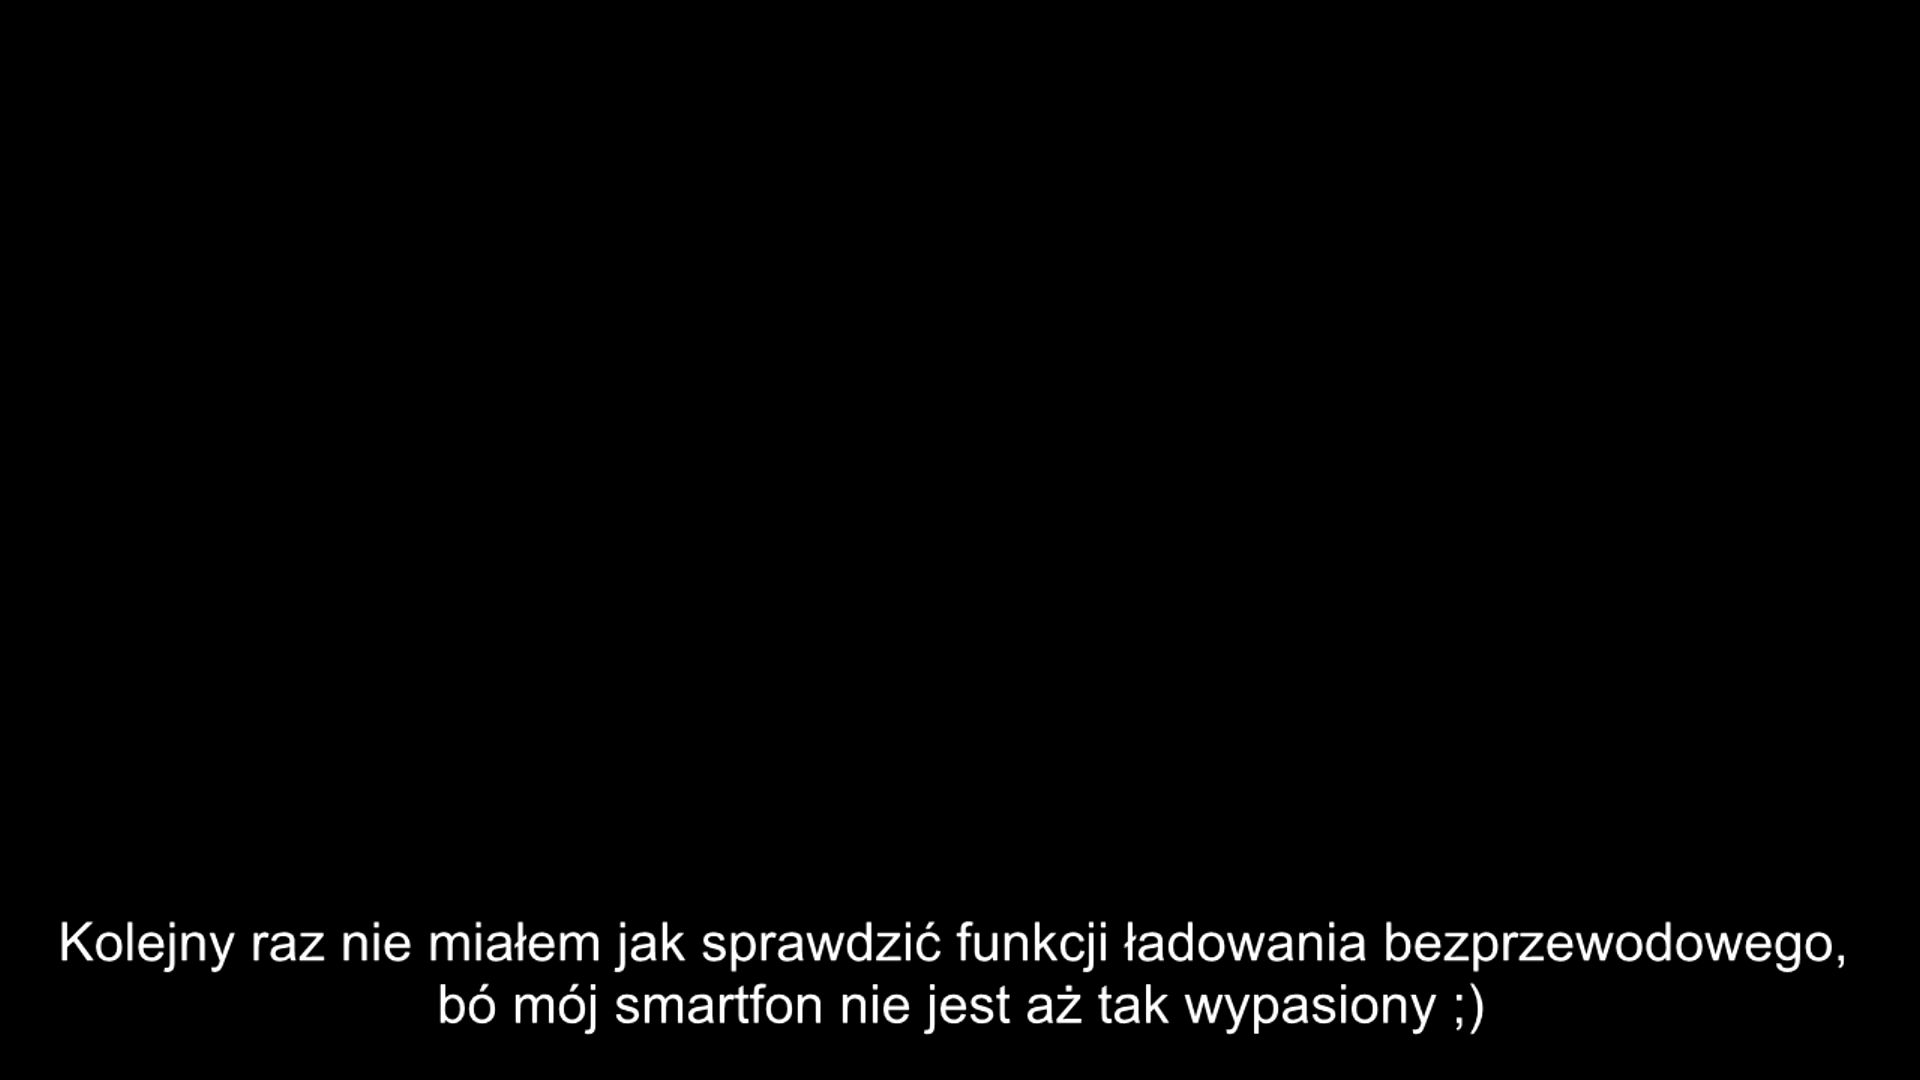 Kolejny raz nie miałem jak sprawdzić funkcji ładowania bezprzewodowego,
bó mój smartfon nie jest aż tak wypasiony ;)